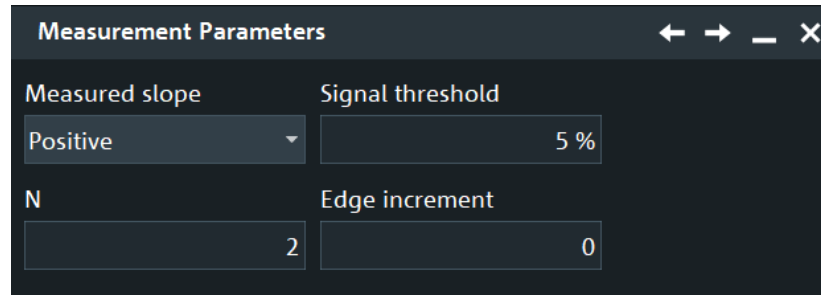 Measurement Parameters
Measured slope Signal threshold
Positive 5 %
N Edge increment
2 0